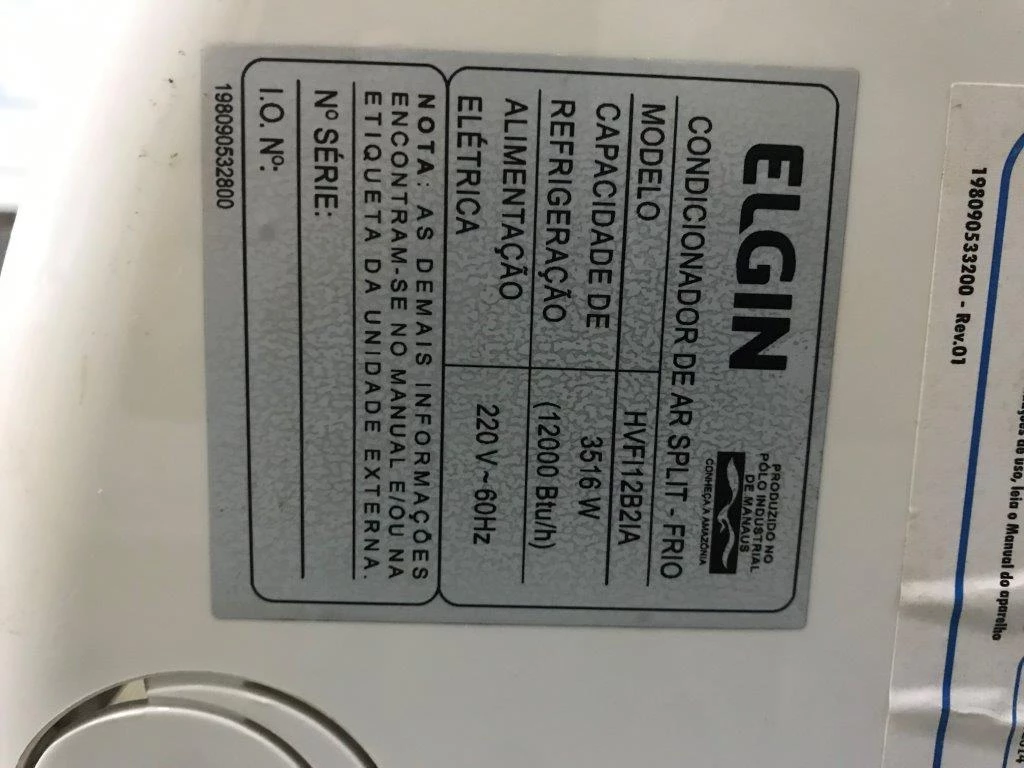 ELGIN
PRODUZIDO NO
PÓLO INDUSTRIAL
DE MANAUS
CONHEÇA A AMAZÔNIA
CONDICIONADOR DE AR SPLIT - FRIO
MODELO HVFI12B2IA
CAPACIDADE DE 3516 W
REFRIGERAÇÃO (12000 Btu/h)
ALIMENTAÇÃO 220 V ~ 60Hz
ELÉTRICA
NOTA: AS DEMAIS INFORMAÇÕES
ENCONTRAM-SE NO MANUAL E/OU NA
ETIQUETA DA UNIDADE EXTERNA.
Nº SÉRIE:
I.O. Nº:
198090532800
198090533200 - Rev.01
de uso, leia o Manual do aparelho